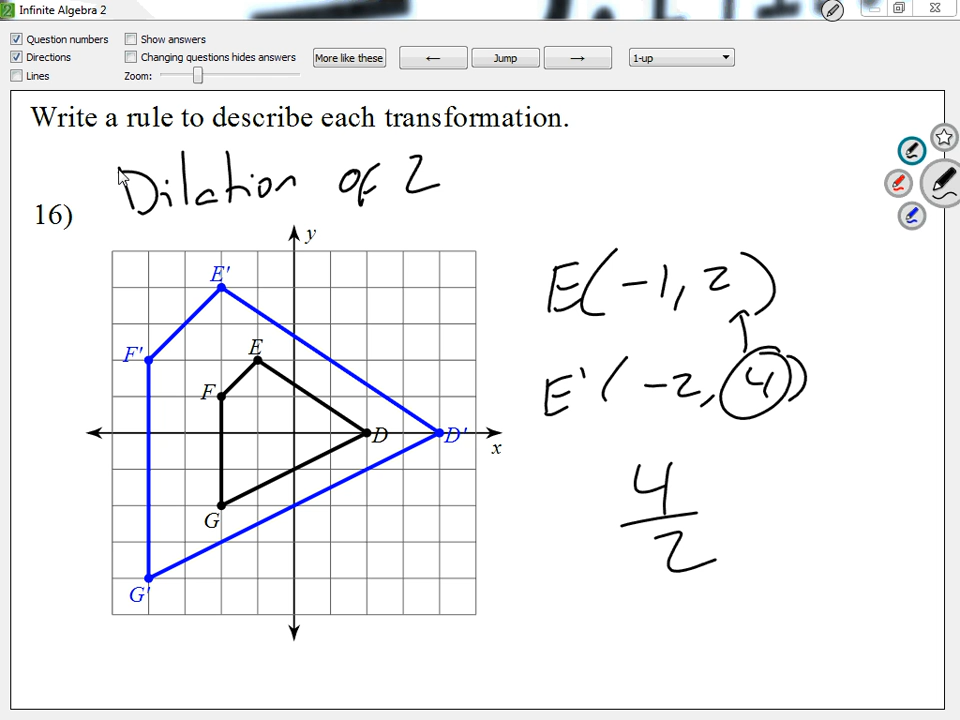 2 Infinite Algebra 2
Question numbers
Show answers
Directions
Changing questions hides answers
More like these
←
Jump
→
1-up
Lines
Zoom:
Write a rule to describe each transformation.
Dilation of 2
16)
y
E'
E(-1, 2)
E
F'
E'(-2, 4)
F
D
D'
x
4
2
G
G'